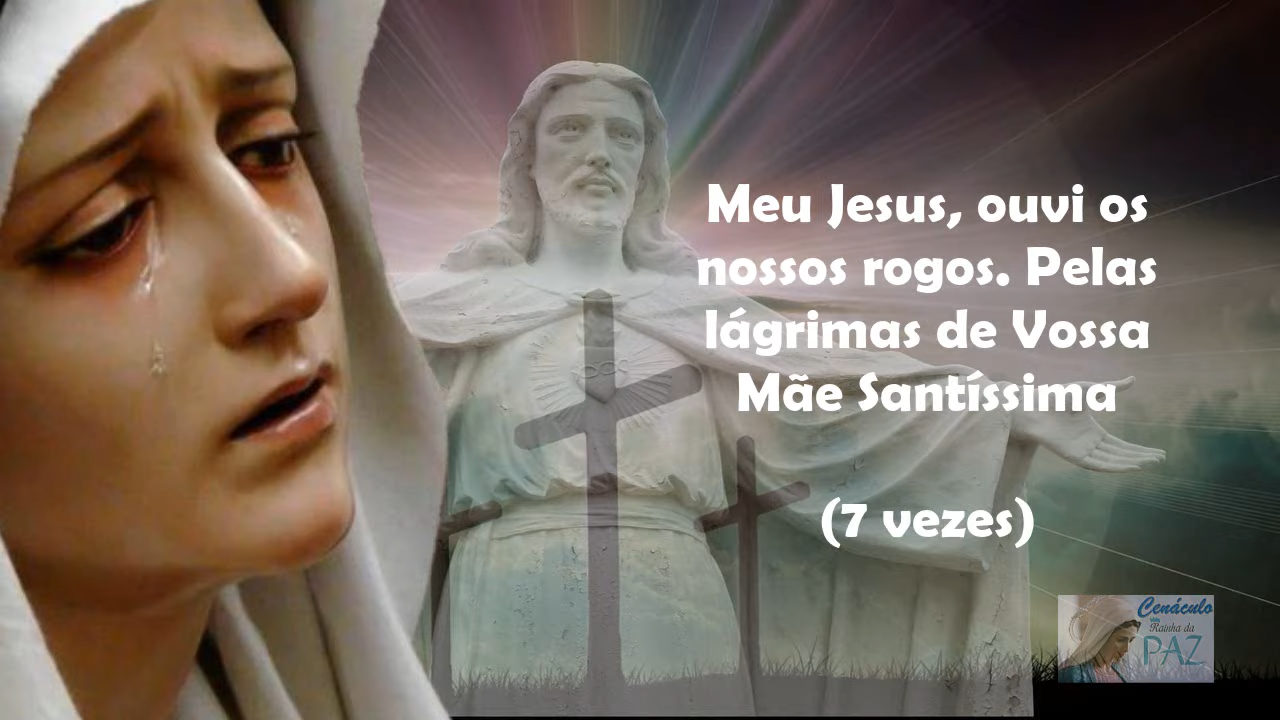 Meu Jesus, ouvi os
nossos rogos. Pelas
lágrimas de Vossa
Mãe Santíssima
(7 vezes)
Cenáculo
Rainha da
PAZ